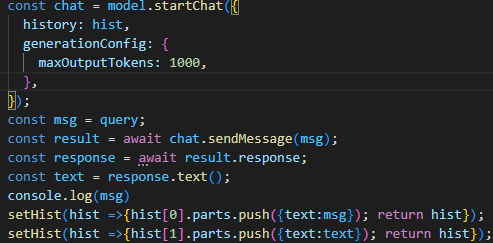 const chat = model.startChat({
  history: hist,
  generationConfig: {
    maxOutputTokens: 1000,
  },
});
const msg = query;
const result = await chat.sendMessage(msg);
const response = await result.response;
const text = response.text();
console.log(msg)
setHist(hist =>{hist[0].parts.push({text:msg}); return hist});
setHist(hist =>{hist[1].parts.push({text:text}); return hist});